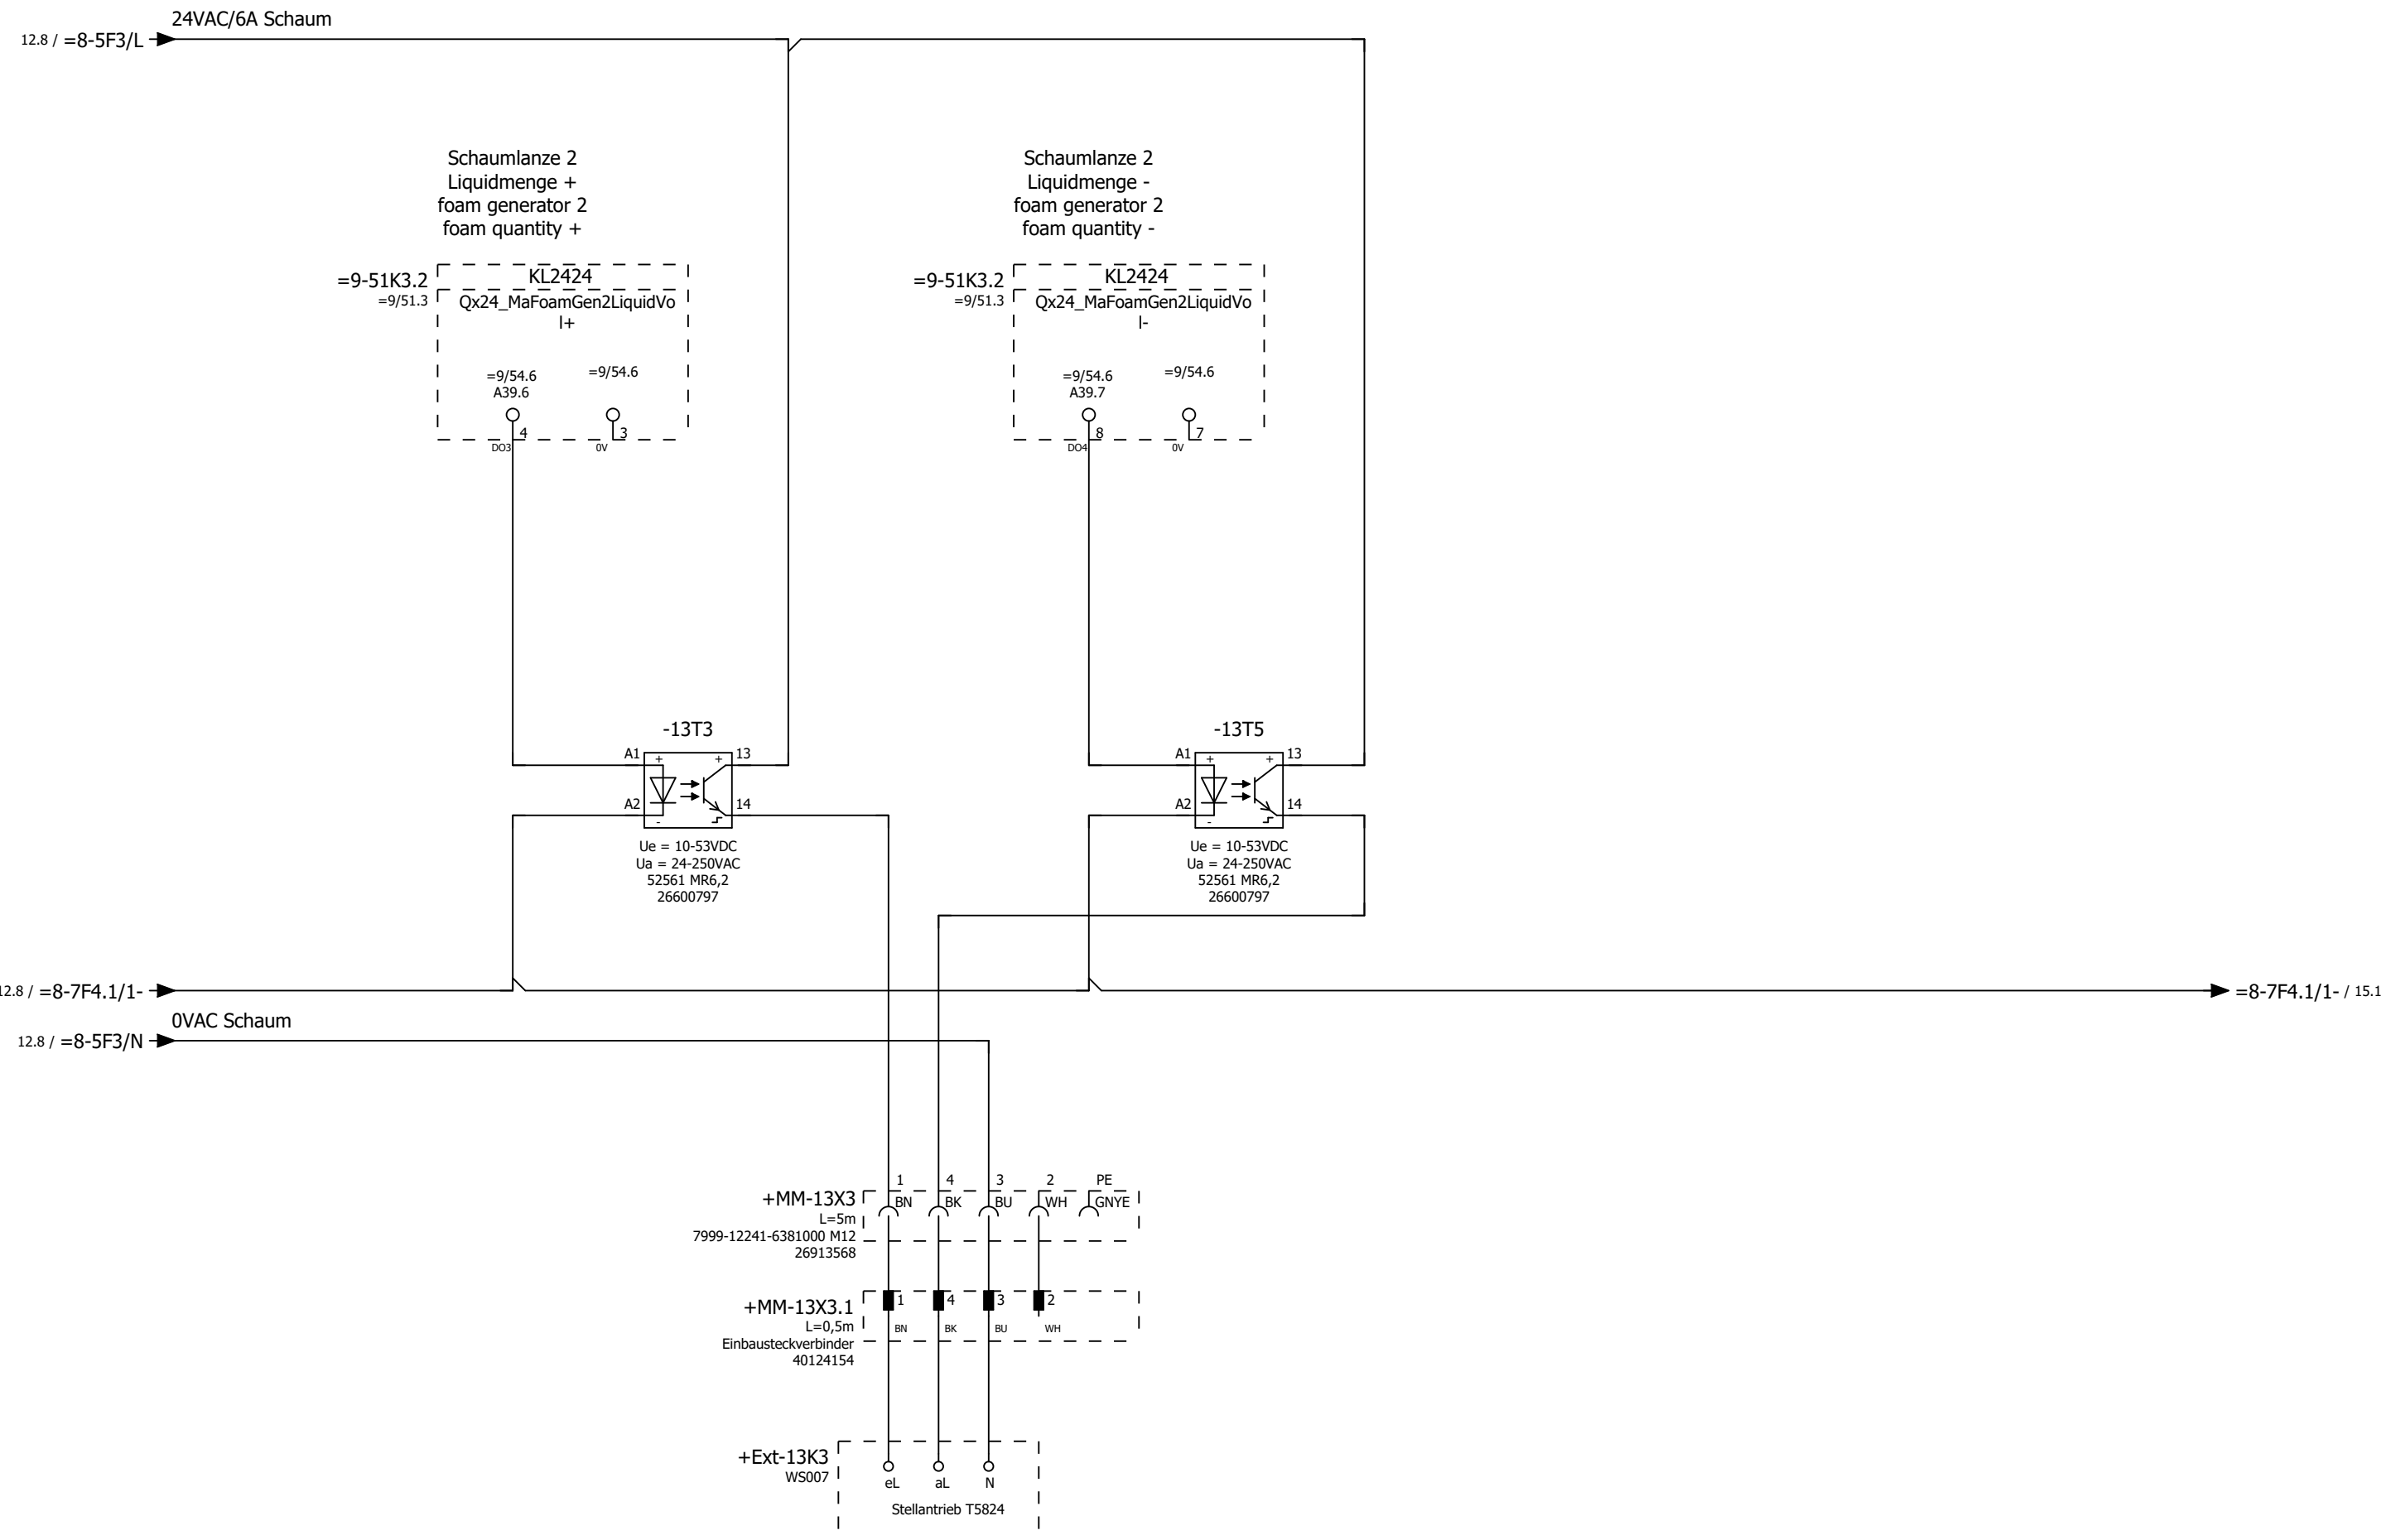 24VAC/6A Schaum
12.8 / =8-5F3/L
Schaumlanze 2
Liquidmenge +
foam generator 2
foam quantity +
Schaumlanze 2
Liquidmenge -
foam generator 2
foam quantity -
=9-51K3.2
=9/51.3
KL2424
Qx24_MaFoamGen2LiquidVo
l+
=9/54.6
A39.6
=9/54.6
4
3
DO3
0V
=9-51K3.2
=9/51.3
KL2424
Qx24_MaFoamGen2LiquidVo
l-
=9/54.6
A39.7
=9/54.6
8
7
DO4
0V
-13T3
A1
+
+
13
A2
-
14
Ue = 10-53VDC
Ua = 24-250VAC
52561 MR6,2
26600797
-13T5
A1
+
+
13
A2
-
14
Ue = 10-53VDC
Ua = 24-250VAC
52561 MR6,2
26600797
12.8 / =8-7F4.1/1-
=8-7F4.1/1- / 15.1
0VAC Schaum
12.8 / =8-5F3/N
+MM-13X3
L=5m
7999-12241-6381000 M12
26913568
1 4 3 2 PE
BN BK BU WH GNYE
+MM-13X3.1
L=0,5m
Einbausteckverbinder
40124154
1 4 3 2
BN BK BU WH
+Ext-13K3
WS007
eL aL N
Stellantrieb T5824